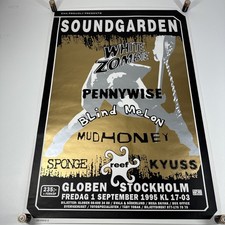 SOUNDGARDEN
WHITE
ZOMBIE
PENNYWISE
Blind Melon
MUDHONEY
SPONGE
reef
KYUSS
235:-
GLOBEN STOCKHOLM
FREDAG 1 SEPTEMBER 1995 KL 17-03